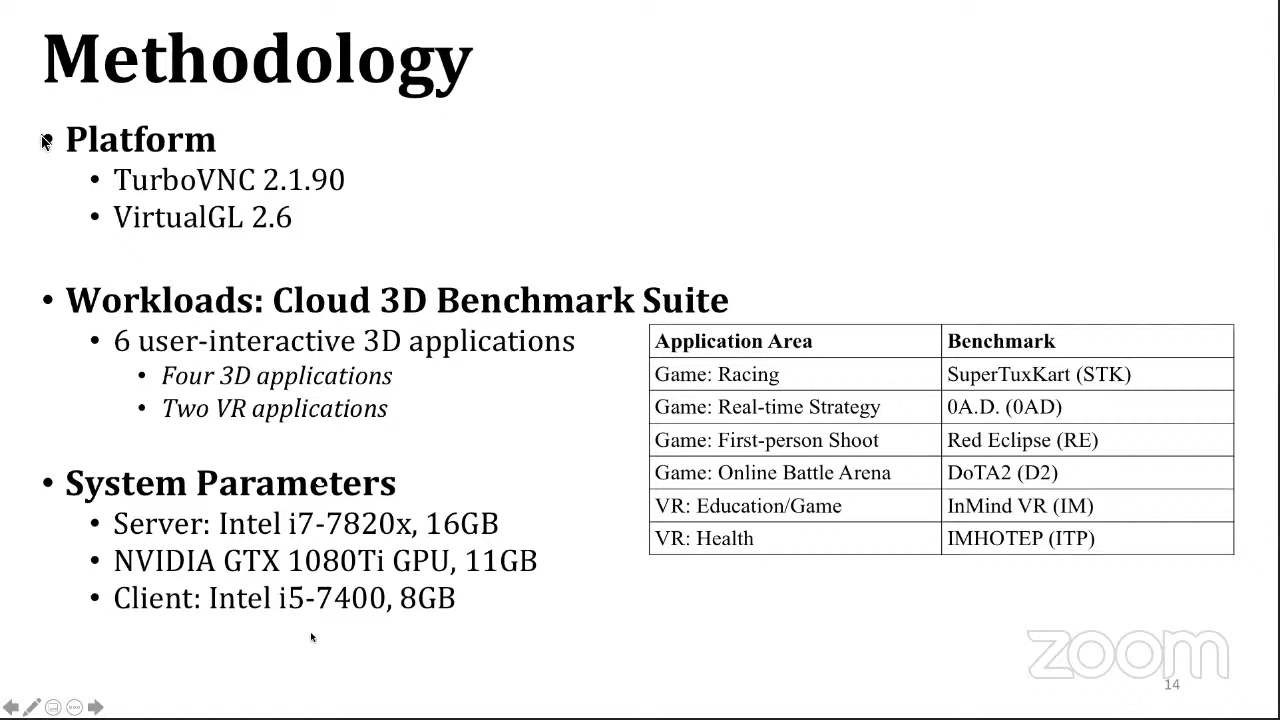 Methodology
• Platform
• TurboVNC 2.1.90
• VirtualGL 2.6
• Workloads: Cloud 3D Benchmark Suite
• 6 user-interactive 3D applications
• Four 3D applications
• Two VR applications
• System Parameters
• Server: Intel i7-7820x, 16GB
• NVIDIA GTX 1080Ti GPU, 11GB
• Client: Intel i5-7400, 8GB
Application Area Benchmark
Game: Racing SuperTuxKart (STK)
Game: Real-time Strategy 0A.D. (0AD)
Game: First-person Shoot Red Eclipse (RE)
Game: Online Battle Arena DoTA2 (D2)
VR: Education/Game InMind VR (IM)
VR: Health IMHOTEP (ITP)
zoom
14